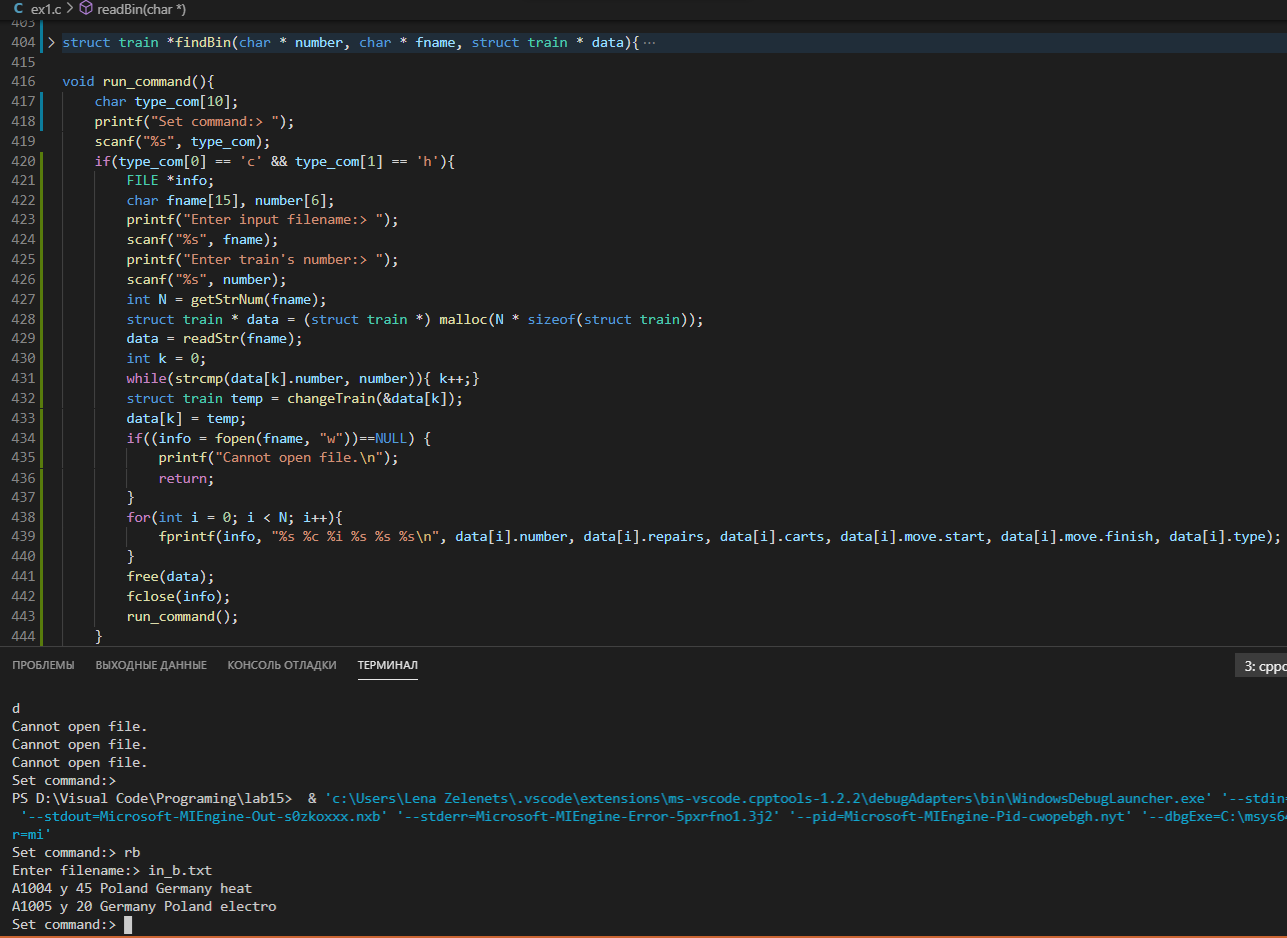 ex1.c > readBin(char *)
403
404 > struct train *findBin(char * number, char * fname, struct train * data){ ···
415
416 void run_command(){
417 char type_com[10];
418 printf("Set command:> ");
419 scanf("%s", type_com);
420 if(type_com[0] == 'c' && type_com[1] == 'h'){
421 FILE *info;
422 char fname[15], number[6];
423 printf("Enter input filename:> ");
424 scanf("%s", fname);
425 printf("Enter train's number:> ");
426 scanf("%s", number);
427 int N = getStrNum(fname);
428 struct train * data = (struct train *) malloc(N * sizeof(struct train));
429 data = readStr(fname);
430 int k = 0;
431 while(strcmp(data[k].number, number)){ k++;}
432 struct train temp = changeTrain(&data[k]);
433 data[k] = temp;
434 if((info = fopen(fname, "w"))==NULL) {
435 printf("Cannot open file.\n");
436 return;
437 }
438 for(int i = 0; i < N; i++){
439 fprintf(info, "%s %c %i %s %s %s\n", data[i].number, data[i].repairs, data[i].carts, data[i].move.start, data[i].move.finish, data[i].type);
440 }
441 free(data);
442 fclose(info);
443 run_command();
444 }
ПРОБЛЕМЫ ВЫХОДНЫЕ ДАННЫЕ КОНСОЛЬ ОТЛАДКИ ТЕРМИНАЛ 3: cppd
d
Cannot open file.
Cannot open file.
Cannot open file.
Set command:>
PS D:\Visual Code\Programing\lab15> & 'c:\Users\Lena Zelenets\.vscode\extensions\ms-vscode.cpptools-1.2.2\debugAdapters\bin\WindowsDebugLauncher.exe' '--stdin=
'--stdout=Microsoft-MIEngine-Out-s0zkoxxx.nxb' '--stderr=Microsoft-MIEngine-Error-5pxrfno1.3j2' '--pid=Microsoft-MIEngine-Pid-cwopebgh.nyt' '--dbgExe=C:\msys64
r=mi'
Set command:> rb
Enter filename:> in_b.txt
A1004 y 45 Poland Germany heat
A1005 y 20 Germany Poland electro
Set command:>